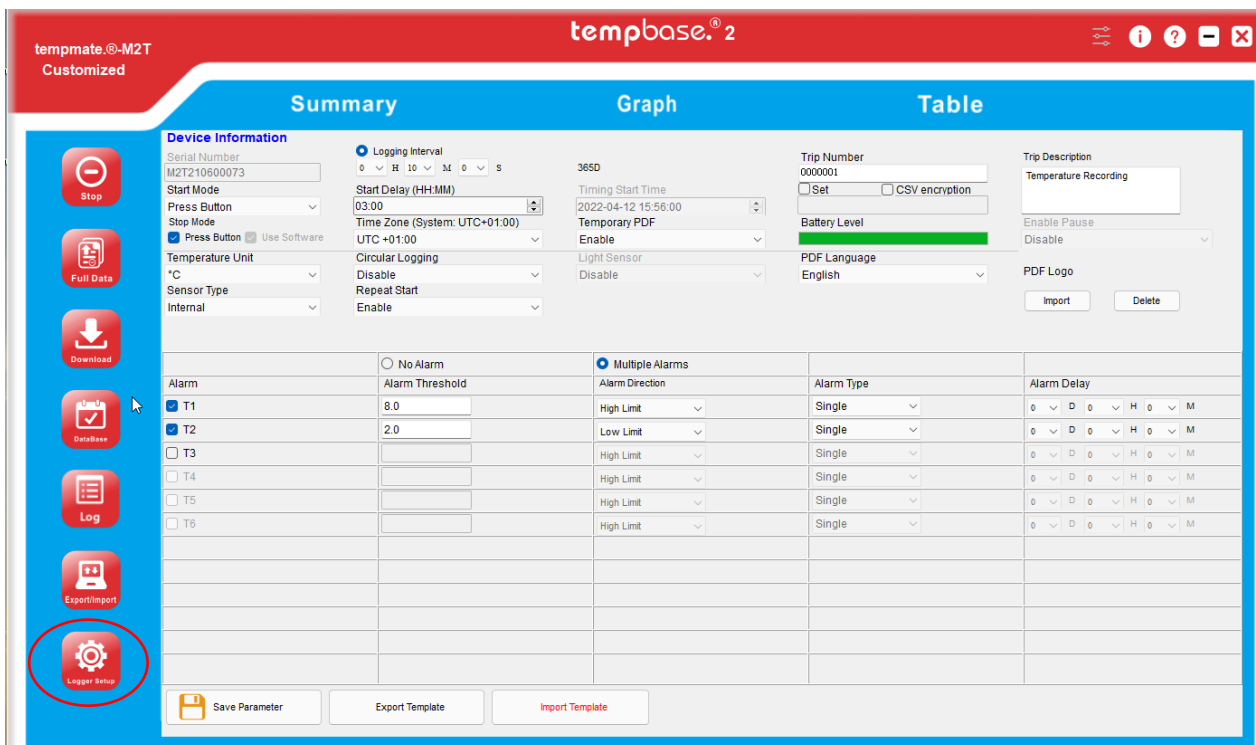 tempmate.®-M2T
Customized
tempbase.® 2
Summary Graph Table
Stop
Full Data
Download
DataBase
Log
Export/Import
Logger Setup
Device Information
Serial Number
M2T210600073
Logging Interval
0 H 10 M 0 S
365D
Trip Number
0000001
Trip Description
Temperature Recording
Start Mode
Press Button
Start Delay (HH:MM)
03:00
Timing Start Time
2022-04-12 15:56:00
Set CSV encryption
Stop Mode
Press Button Use Software
Time Zone (System: UTC+01:00)
UTC +01:00
Temporary PDF
Enable
Battery Level
Enable Pause
Disable
Temperature Unit
°C
Circular Logging
Disable
Light Sensor
Disable
PDF Language
English
PDF Logo
Import Delete
Sensor Type
Internal
Repeat Start
Enable
No Alarm Multiple Alarms
Alarm Alarm Threshold Alarm Direction Alarm Type Alarm Delay
T1 8.0 High Limit Single 0 D 0 H 0 M
T2 2.0 Low Limit Single 0 D 0 H 0 M
T3 High Limit Single 0 D 0 H 0 M
T4 High Limit Single 0 D 0 H 0 M
T5 High Limit Single 0 D 0 H 0 M
T6 High Limit Single 0 D 0 H 0 M
Save Parameter Export Template Import Template